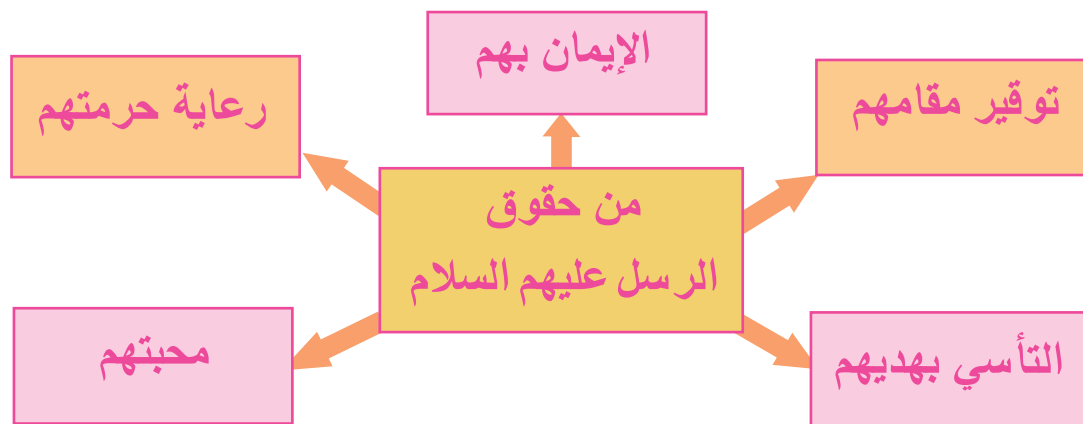 الإيمان بهم
توقير مقامهم
رعاية حرمتهم
من حقوق
الرسل عليهم السلام
التأسي بهديهم
محبتهم